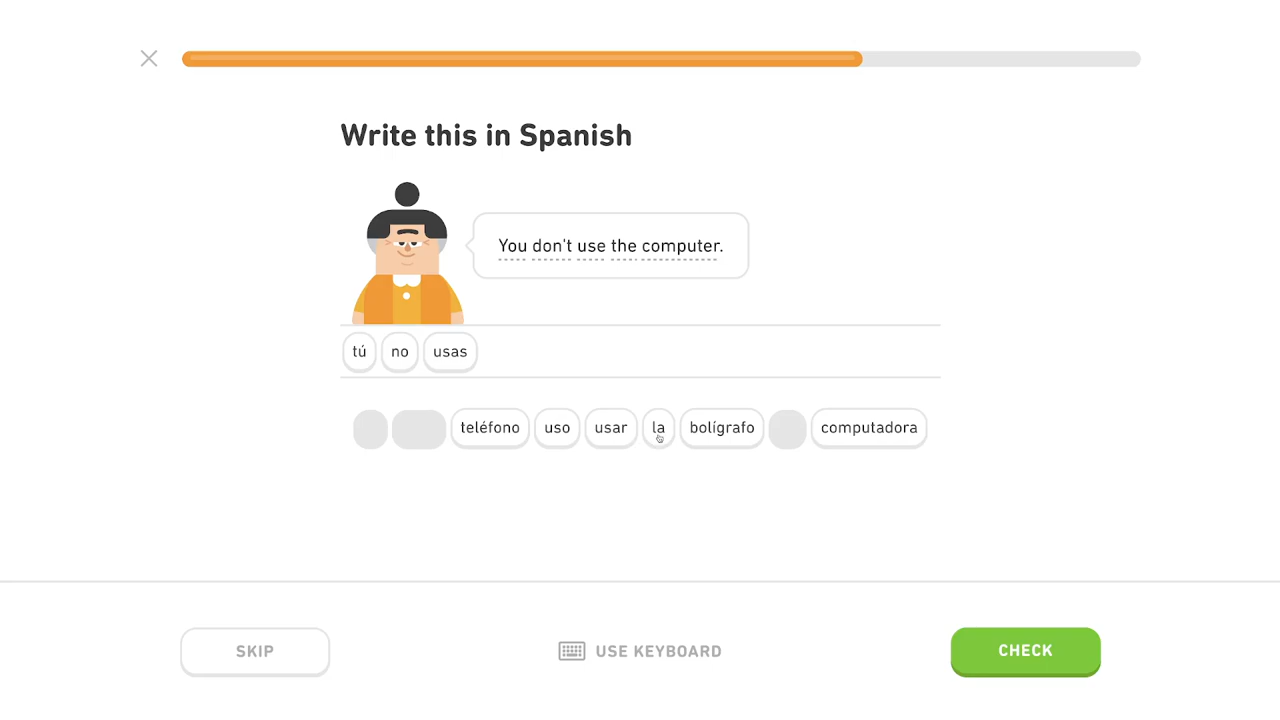 Write this in Spanish
You don't use the computer.
tú no usas
teléfono uso usar la bolígrafo computadora
SKIP USE KEYBOARD CHECK